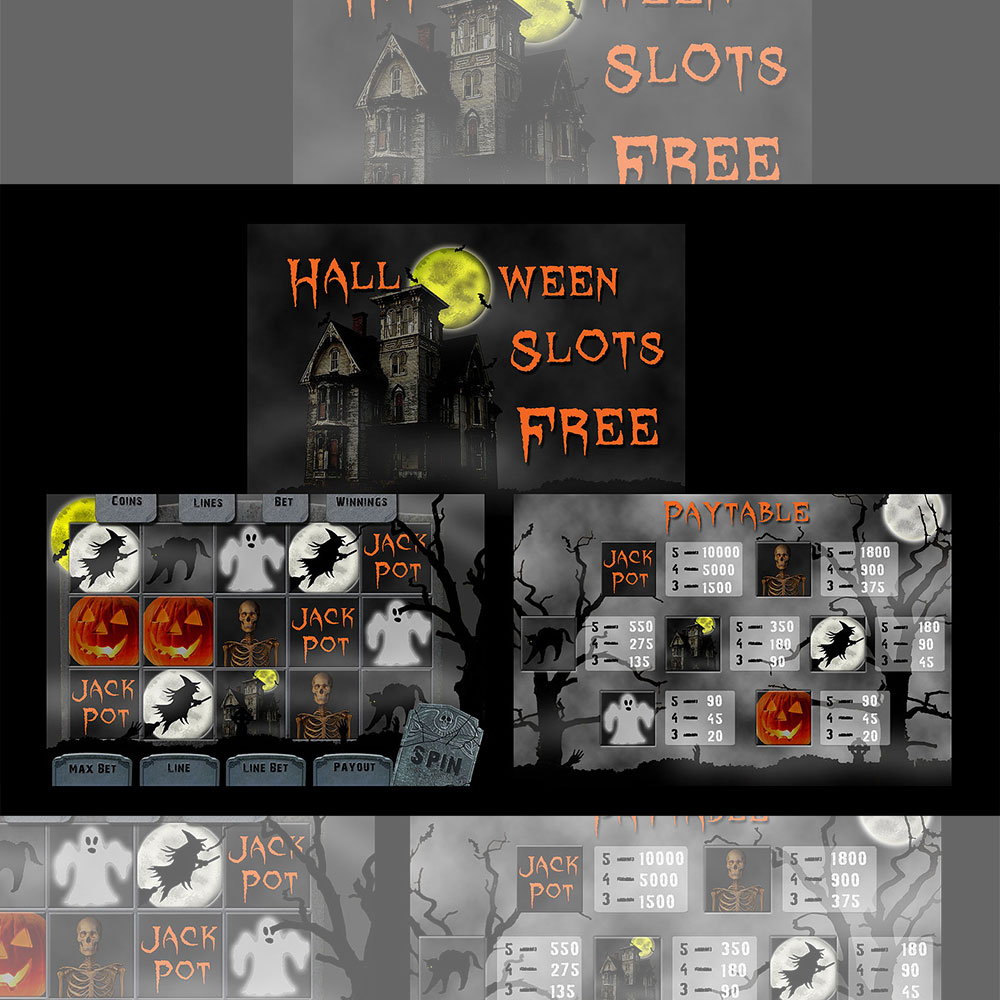 SLOTS
FREE
HALLOWEEN
SLOTS
FREE
COINS LINES BET WINNINGS
JACK
POT
JACK
POT
JACK
POT
MAX BET LINE LINE BET PAYOUT SPIN
PAYTABLE
JACK
POT
5 — 10000
4 — 5000
3 — 1500
5 — 1800
4 — 900
3 — 375
5 — 550
4 — 275
3 — 135
5 — 350
4 — 180
3 — 90
5 — 180
4 — 90
3 — 45
5 — 90
4 — 45
3 — 20
5 — 90
4 — 45
3 — 20
JACK
POT
JACK
POT
JACK
POT
5 — 10000
4 — 5000
3 — 1500
5 — 1800
4 — 900
3 — 375
5 — 550
4 — 275
3 — 135
5 — 350
4 — 180
3 — 90
5 — 180
4 — 90
3 — 45